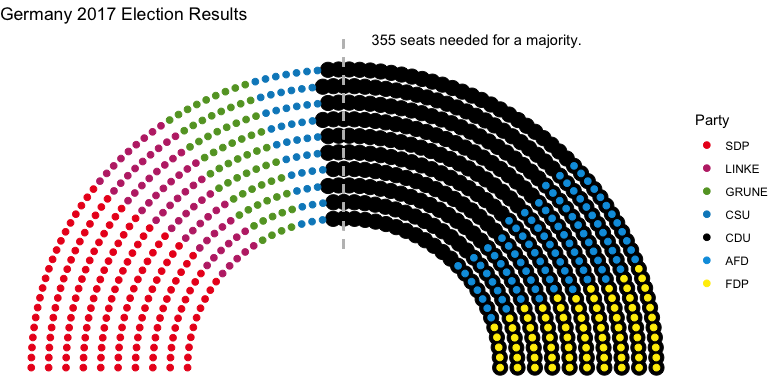 Germany 2017 Election Results
355 seats needed for a majority.
Party
SDP
LINKE
GRUNE
CSU
CDU
AFD
FDP